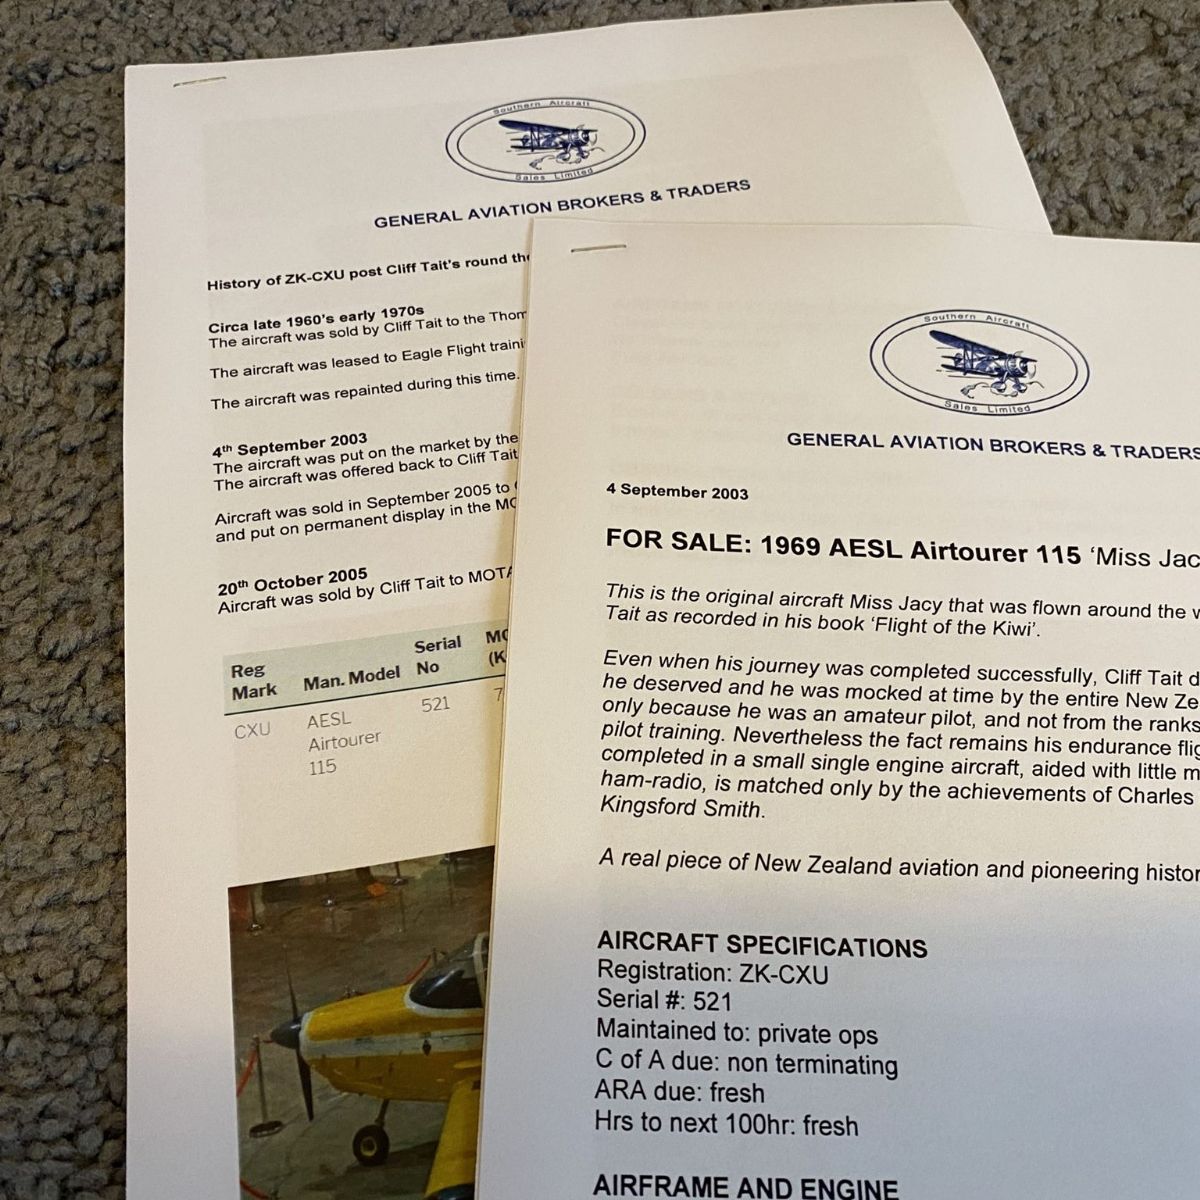 Southern Aircraft
Sales Limited
GENERAL AVIATION BROKERS & TRADERS
History of ZK-CXU post Cliff Tait's round the
Circa late 1960's early 1970s
The aircraft was sold by Cliff Tait to the Thom
The aircraft was leased to Eagle Flight traini
The aircraft was repainted during this time.
4th September 2003
The aircraft was put on the market by the
The aircraft was offered back to Cliff Tait
Aircraft was sold in September 2005 to
and put on permanent display in the MO
20th October 2005
Aircraft was sold by Cliff Tait to MOTA
Reg Mark Man. Model Serial No MC (K
CXU AESL Airtourer 115 521 7
Southern Aircraft
Sales Limited
GENERAL AVIATION BROKERS & TRADERS
4 September 2003
FOR SALE: 1969 AESL Airtourer 115 ‘Miss Jac
This is the original aircraft Miss Jacy that was flown around the w
Tait as recorded in his book ‘Flight of the Kiwi’.
Even when his journey was completed successfully, Cliff Tait d
he deserved and he was mocked at time by the entire New Ze
only because he was an amateur pilot, and not from the ranks
pilot training. Nevertheless the fact remains his endurance flig
completed in a small single engine aircraft, aided with little m
ham-radio, is matched only by the achievements of Charles
Kingsford Smith.
A real piece of New Zealand aviation and pioneering histor
AIRCRAFT SPECIFICATIONS
Registration: ZK-CXU
Serial #: 521
Maintained to: private ops
C of A due: non terminating
ARA due: fresh
Hrs to next 100hr: fresh
AIRFRAME AND ENGINE